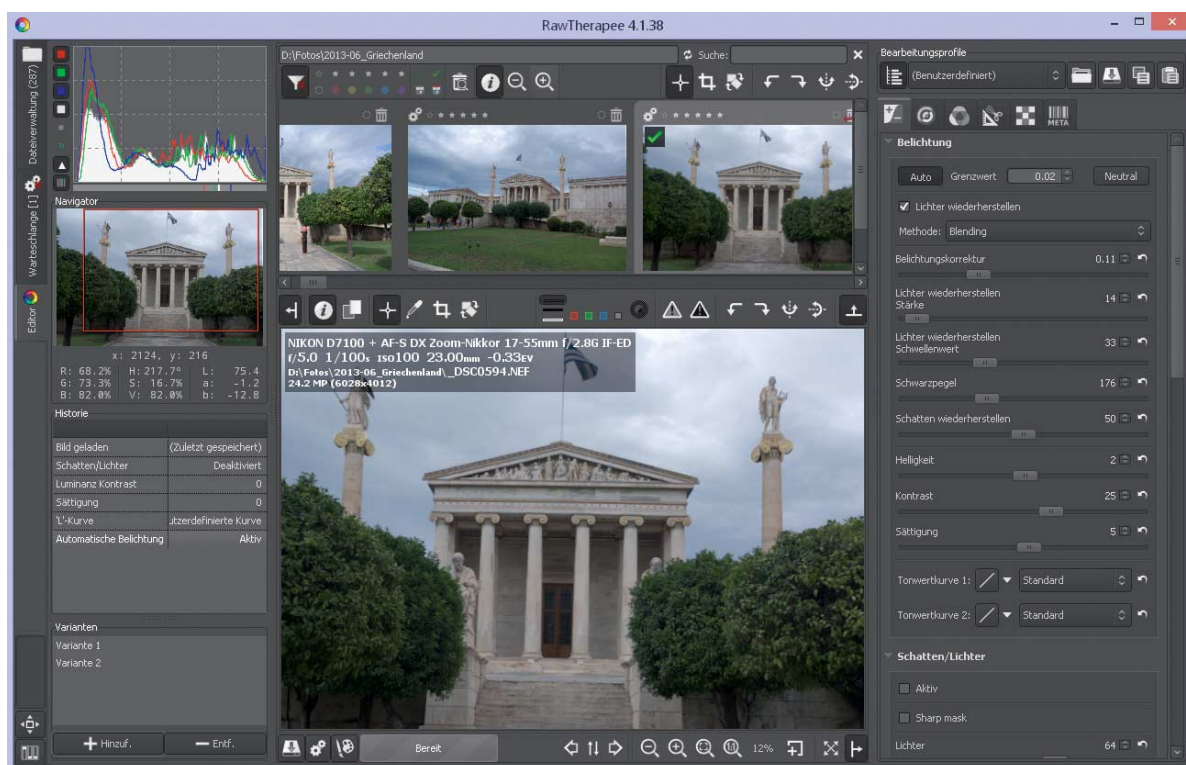 RawTherapee 4.1.38
Dateiverwaltung (287)
Warteschlange [1]
Editor
Navigator
x: 2124, y: 216
R: 68.2% H: 217.7° L: 75.4
G: 73.3% S: 16.7% a: -1.2
B: 82.0% V: 82.0% b: -12.8
Historie
Bild geladen (Zuletzt gespeichert)
Schatten/Lichter Deaktiviert
Luminanz Kontrast 0
Sättigung 0
'L'-Kurve utzerdefinierte Kurve
Automatische Belichtung Aktiv
Varianten
Variante 1
Variante 2
Hinzuf. Entf.
D:\Fotos\2013-06_Griechenland Suche:
NIKON D7100 + AF-S DX Zoom-Nikkor 17-55mm f/2.8G IF-ED
f/5.0 1/100s ISO100 23.00mm -0.33EV
D:\Fotos\2013-06_Griechenland\_DSC0594.NEF
24.2 MP (6028x4012)
Bereit
1:1
12%
Bearbeitungsprofile
(Benutzerdefiniert)
META
Belichtung
Auto Grenzwert 0.02 Neutral
Lichter wiederherstellen
Methode: Blending
Belichtungskorrektur 0.11
Lichter wiederherstellen
Stärke 14
Lichter wiederherstellen
Schwellenwert 33
Schwarzpegel 176
Schatten wiederherstellen 50
Helligkeit 2
Kontrast 25
Sättigung 5
Tonwertkurve 1: Standard
Tonwertkurve 2: Standard
Schatten/Lichter
Aktiv
Sharp mask
Lichter 64